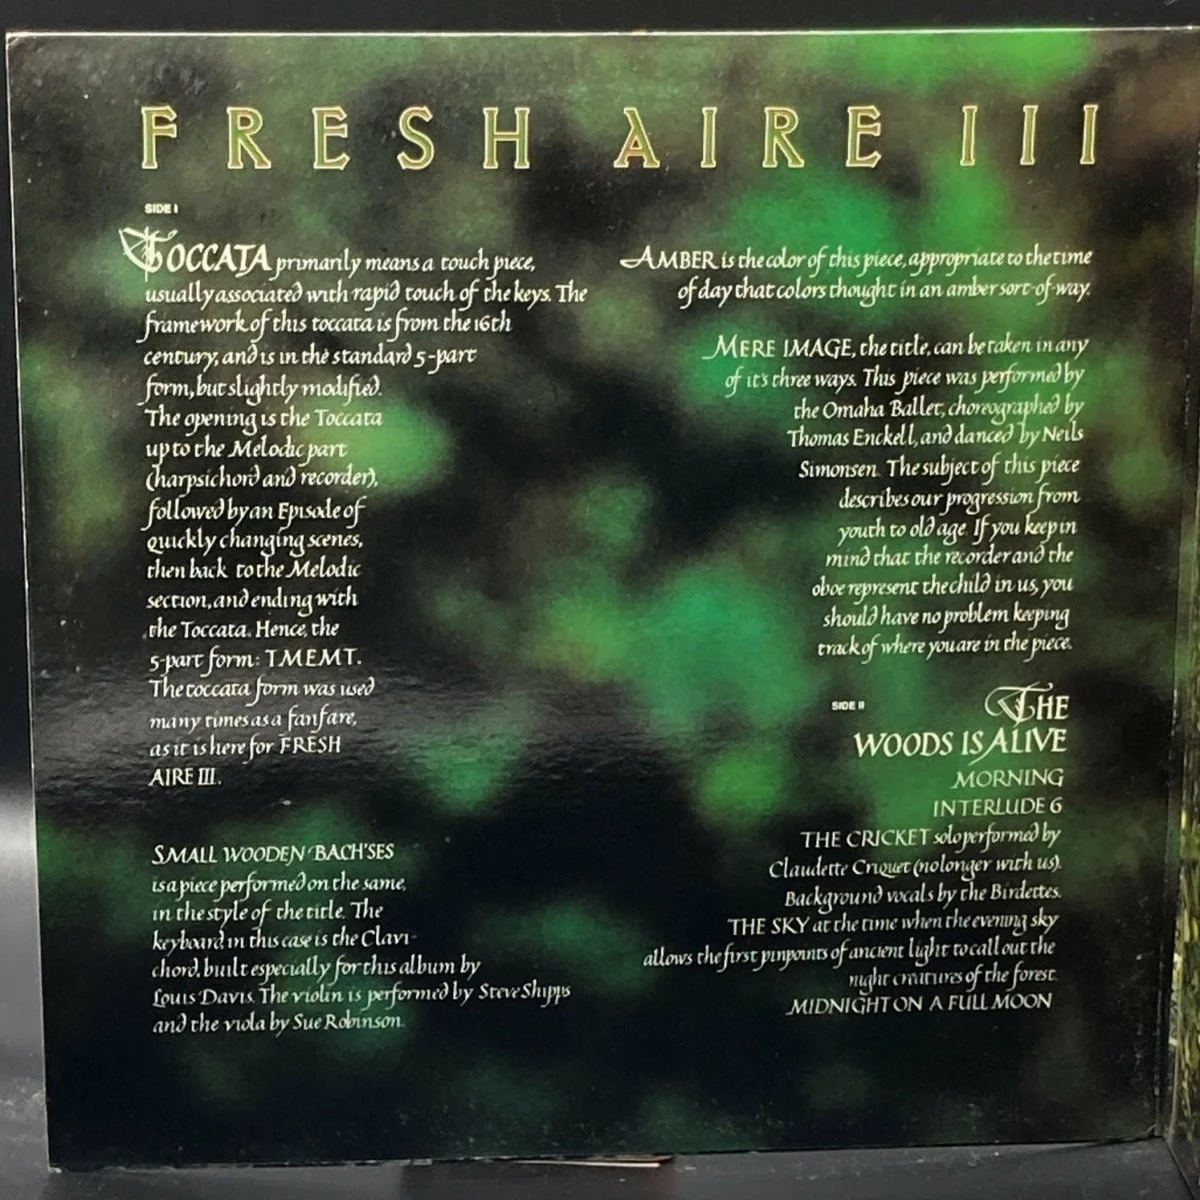 FRESH AIRE III
SIDE I
TOCCATA primarily means a touch piece,
usually associated with rapid touch of the keys. The
framework of this toccata is from the 16th
century, and is in the standard 5-part
form, but slightly modified.
The opening is the Toccata
up to the Melodic part
(harpsichord and recorder),
followed by an Episode of
quickly changing scenes,
then back to the Melodic
section, and ending with
the Toccata. Hence, the
5-part form: TMEMT.
The toccata form was used
many times as a fanfare,
as it is here for FRESH
AIRE III.
SMALL WOODEN BACH'SES
is a piece performed on the same,
in the style of the title. The
keyboard in this case is the Clavi-
chord, built especially for this album by
Louis Davis. The violin is performed by Steve Shipps
and the viola by Sue Robinson.
AMBER is the color of this piece, appropriate to the time
of day that colors thought in an amber sort-of-way.
MERE IMAGE, the title, can be taken in any
of it's three ways. This piece was performed by
the Omaha Ballet, choreographed by
Thomas Enckell, and danced by Neils
Simonsen. The subject of this piece
describes our progression from
youth to old age. If you keep in
mind that the recorder and the
oboe represent the child in us, you
should have no problem keeping
track of where you are in the piece.
SIDE II
THE
WOODS IS ALIVE
MORNING
INTERLUDE 6
THE CRICKET solo performed by
Claudette Criquet (no longer with us).
Background vocals by the Birdettes.
THE SKY at the time when the evening sky
allows the first pinpoints of ancient light to call out the
night creatures of the forest.
MIDNIGHT ON A FULL MOON